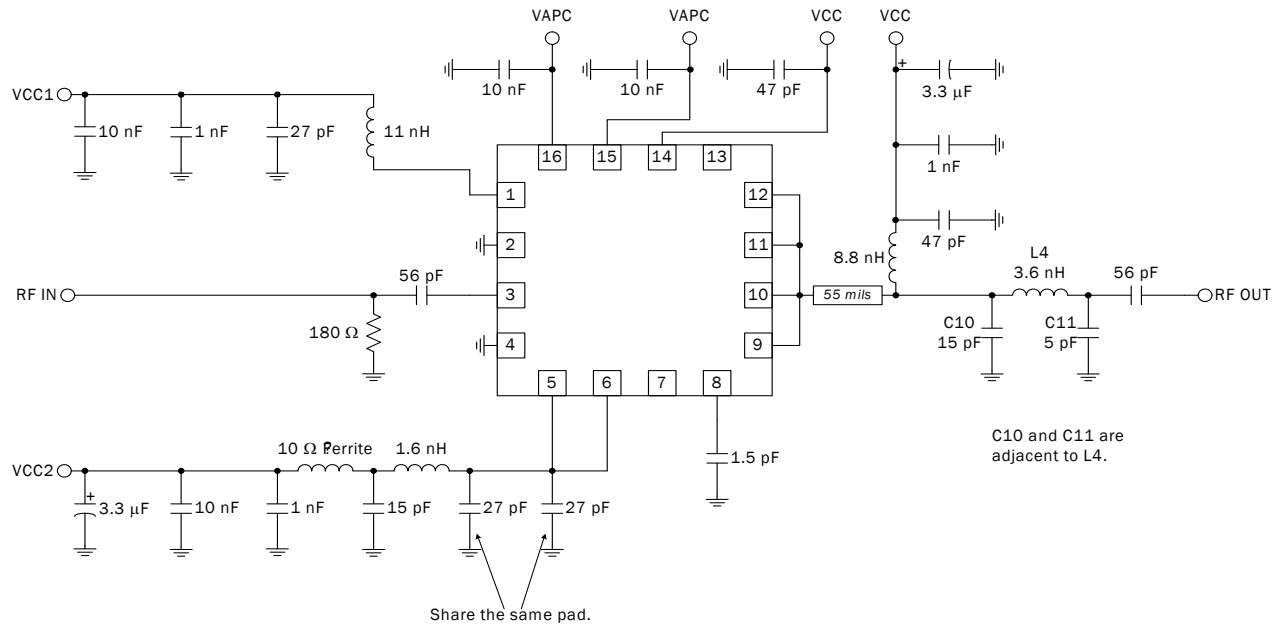 VAPC
VAPC
VCC
VCC
10 nF
10 nF
47 pF
+
3.3 μF
VCC1
10 nF
1 nF
27 pF
11 nH
16
15
14
13
1 nF
1
12
2
11
47 pF
8.8 nH
L4
3.6 nH
56 pF
56 pF
RF IN
3
10
55 mils
RF OUT
180 Ω
4
9
C10
15 pF
C11
5 pF
5
6
7
8
C10 and C11 are
adjacent to L4.
10 Ω Ferrite
1.6 nH
VCC2
1.5 pF
+
3.3 μF
10 nF
1 nF
15 pF
27 pF
27 pF
Share the same pad.